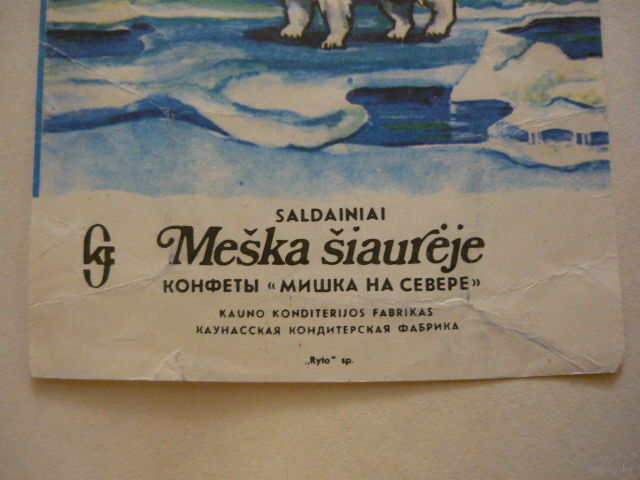 SALDAINIAI
Meška šiaurėje
КОНФЕТЫ «МИШКА НА СЕВЕРЕ»
KAUNO KONDITERIJOS FABRIKAS
КАУНАССКАЯ КОНДИТЕРСКАЯ ФАБРИКА
„Ryto“ sp.